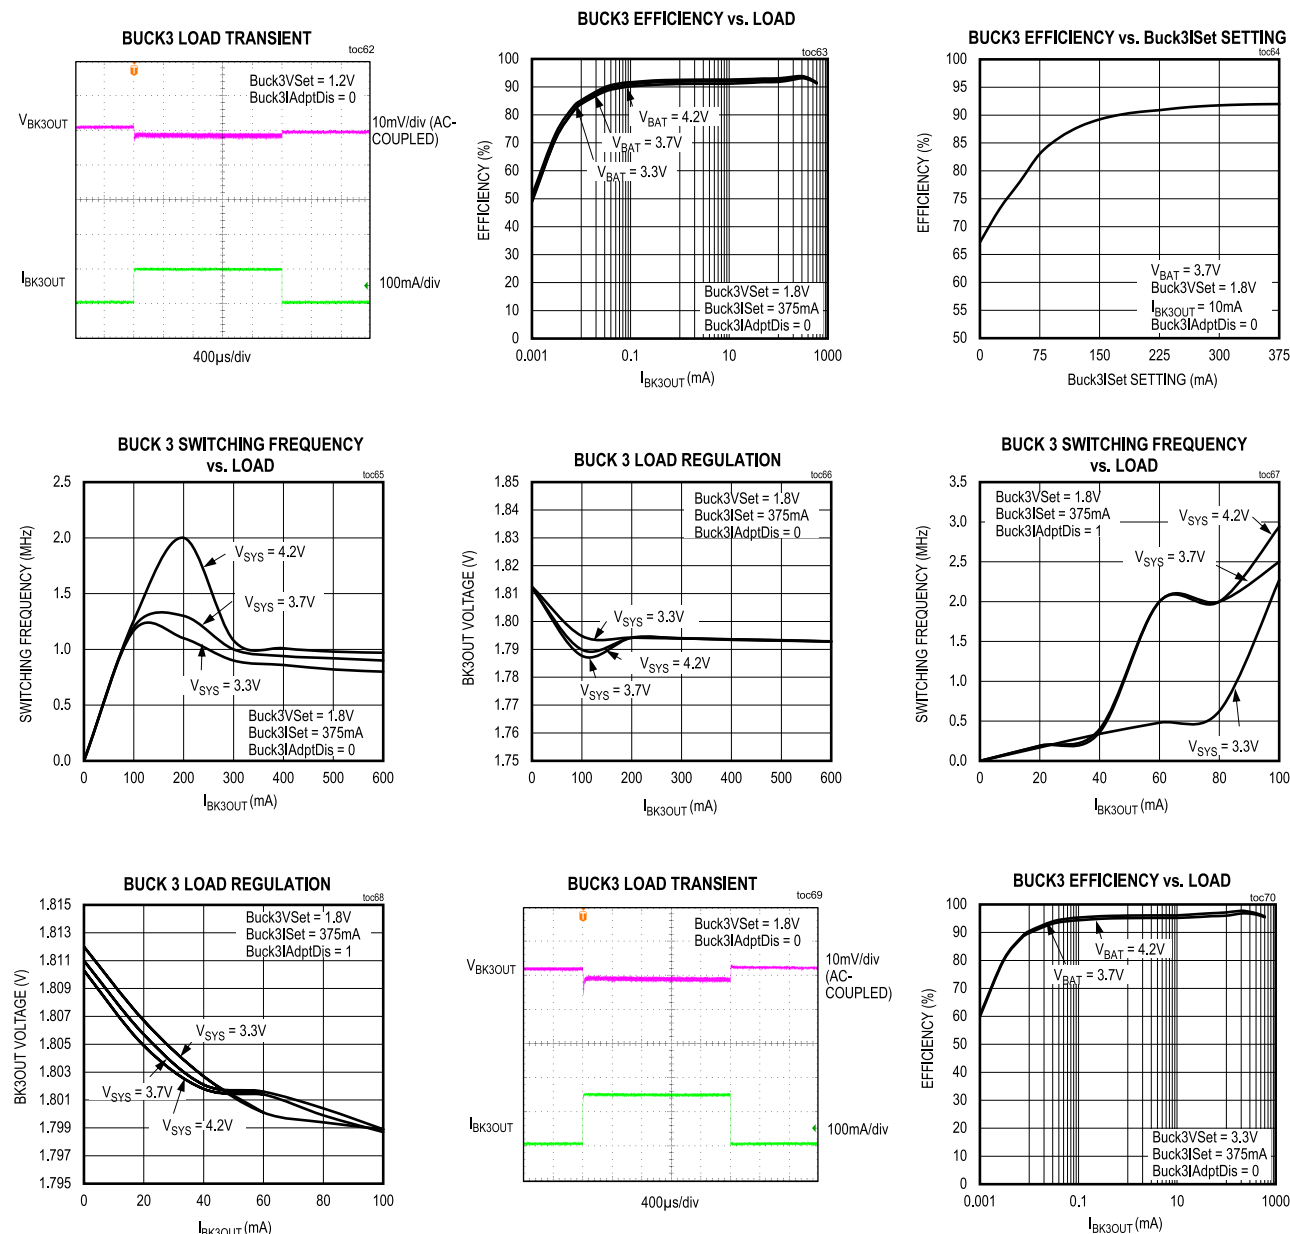 BUCK3 LOAD TRANSIENT
toc62
Buck3VSet = 1.2V
Buck3IAdptDis = 0
VBK3OUT
10mV/div (AC-
COUPLED)
IBK3OUT
100mA/div
400µs/div
BUCK3 EFFICIENCY vs. LOAD
toc63
EFFICIENCY (%)
100
90
80
70
60
50
40
30
20
10
0
VBAT = 4.2V
VBAT = 3.7V
VBAT = 3.3V
Buck3VSet = 1.8V
Buck3ISet = 375mA
Buck3IAdptDis = 0
0.001 0.1 10 1000
IBK3OUT (mA)
BUCK3 EFFICIENCY vs. Buck3ISet SETTING
toc64
EFFICIENCY (%)
100
95
90
85
80
75
70
65
60
55
50
VBAT = 3.7V
Buck3VSet = 1.8V
IBK3OUT = 10mA
Buck3IAdptDis = 0
0 75 150 225 300 375
Buck3ISet SETTING (mA)
BUCK 3 SWITCHING FREQUENCY
vs. LOAD
toc65
SWITCHING FREQUENCY (MHz)
2.5
2.0
1.5
1.0
0.5
0.0
VSYS = 4.2V
VSYS = 3.7V
VSYS = 3.3V
Buck3VSet = 1.8V
Buck3ISet = 375mA
Buck3IAdptDis = 0
0 100 200 300 400 500 600
IBK3OUT (mA)
BUCK 3 LOAD REGULATION
toc66
BK3OUT VOLTAGE (V)
1.85
1.84
1.83
1.82
1.81
1.80
1.79
1.78
1.77
1.76
1.75
Buck3VSet = 1.8V
Buck3ISet = 375mA
Buck3IAdptDis = 0
VSYS = 3.3V
VSYS = 4.2V
VSYS = 3.7V
0 100 200 300 400 500 600
IBK3OUT (mA)
BUCK 3 SWITCHING FREQUENCY
vs. LOAD
toc67
SWITCHING FREQUENCY (MHz)
3.5
3.0
2.5
2.0
1.5
1.0
0.5
0.0
Buck3VSet = 1.8V
Buck3ISet = 375mA
Buck3IAdptDis = 1
VSYS = 4.2V
VSYS = 3.7V
VSYS = 3.3V
0 20 40 60 80 100
IBK3OUT (mA)
BUCK 3 LOAD REGULATION
toc68
BK3OUT VOLTAGE (V)
1.815
1.813
1.811
1.809
1.807
1.805
1.803
1.801
1.799
1.797
1.795
Buck3VSet = 1.8V
Buck3ISet = 375mA
Buck3IAdptDis = 1
VSYS = 3.3V
VSYS = 3.7V
VSYS = 4.2V
0 20 40 60 80 100
IBK3OUT (mA)
BUCK3 LOAD TRANSIENT
toc69
Buck3VSet = 1.8V
Buck3IAdptDis = 0
VBK3OUT
10mV/div
(AC-
COUPLED)
IBK3OUT
100mA/div
400µs/div
BUCK3 EFFICIENCY vs. LOAD
toc70
EFFICIENCY (%)
100
90
80
70
60
50
40
30
20
10
0
VBAT = 4.2V
VBAT = 3.7V
Buck3VSet = 3.3V
Buck3ISet = 375mA
Buck3IAdptDis = 0
0.001 0.1 10 1000
IBK3OUT (mA)